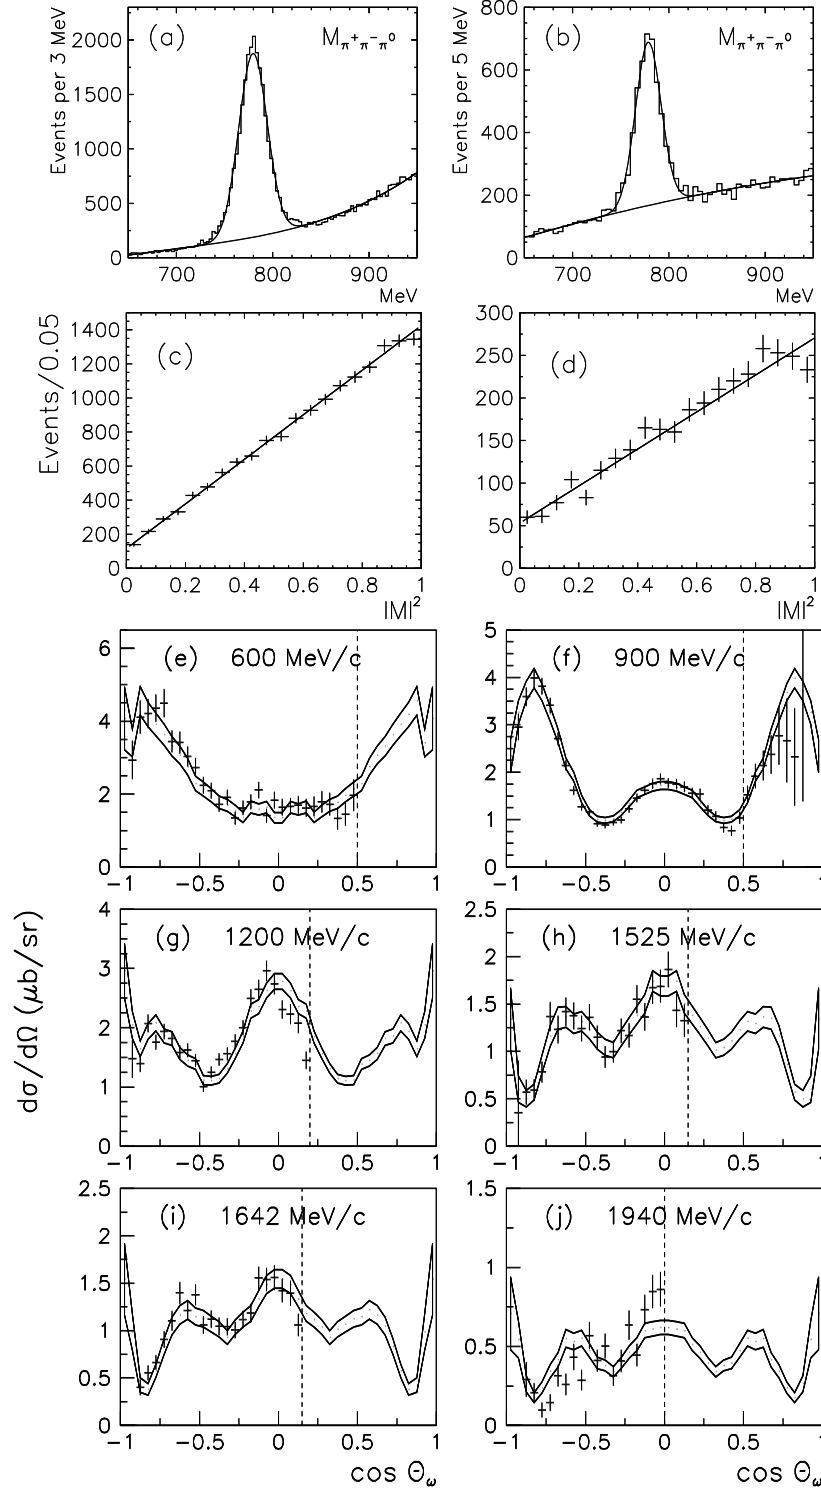 (a) M π⁺π⁻π⁰
Events per 3 MeV
2000
1500
1000
500
0
700 800 900
MeV
(b) M π⁺π⁻π⁰
Events per 5 MeV
800
600
400
200
0
700 800 900
MeV
(c)
Events/0.05
1400
1200
1000
800
600
400
200
0
0 0.2 0.4 0.6 0.8 1
|M|²
(d)
300
250
200
150
100
50
0
0 0.2 0.4 0.6 0.8 1
|M|²
dσ/dΩ (μb/sr)
(e) 600 MeV/c
6
4
2
0
−1 −0.5 0 0.5 1
(f) 900 MeV/c
5
4
3
2
1
0
−1 −0.5 0 0.5 1
(g) 1200 MeV/c
4
3
2
1
0
−1 −0.5 0 0.5 1
(h) 1525 MeV/c
2.5
2
1.5
1
0.5
0
−1 −0.5 0 0.5 1
(i) 1642 MeV/c
2.5
2
1.5
1
0.5
0
−1 −0.5 0 0.5 1
cos Θω
(j) 1940 MeV/c
1.5
1
0.5
0
−1 −0.5 0 0.5 1
cos Θω